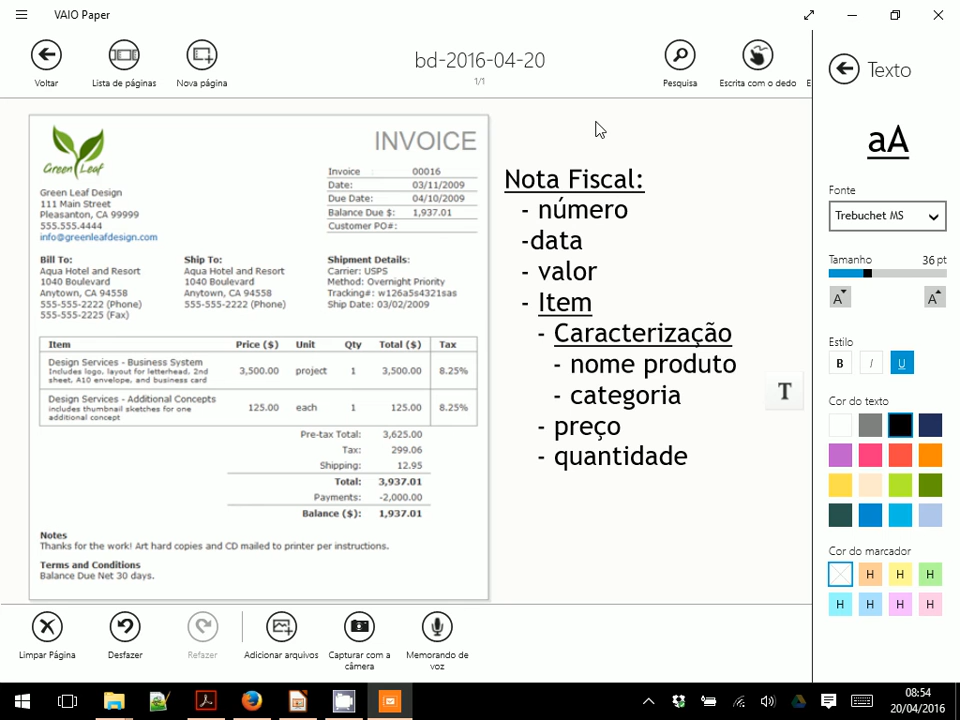 VAIO Paper
Voltar
Lista de páginas
Nova página
bd-2016-04-20
1/1
Pesquisa
Escrita com o dedo
E
Texto
aA
Fonte
Trebuchet MS
Tamanho 36 pt
A A
Estilo
B I U
Cor do texto
Cor do marcador
H H H
H H H H
Green Leaf
INVOICE
Green Leaf Design
111 Main Street
Pleasanton, CA 99999
555.555.4444
info@greenleafdesign.com
Invoice 00016
Date: 03/11/2009
Due Date: 04/10/2009
Balance Due $: 1,937.01
Customer PO#:
Bill To:
Aqua Hotel and Resort
1040 Boulevard
Anytown, CA 94558
555-555-2222 (Phone)
555-555-2225 (Fax)
Ship To:
Aqua Hotel and Resort
1040 Boulevard
Anytown, CA 94558
555-555-2222 (Phone)
Shipment Details:
Carrier: USPS
Method: Overnight Priority
Tracking#: w126a5s4321sas
Ship Date: 03/02/2009
Item Price ($) Unit Qty Total ($) Tax
Design Services - Business System
Includes logo, layout for letterhead, 2nd
sheet, A10 envelope, and business card
3,500.00 project 1 3,500.00 8.25%
Design Services - Additional Concepts
includes thumbnail sketches for one
additional concept
125.00 each 1 125.00 8.25%
Pre-tax Total: 3,625.00
Tax: 299.06
Shipping: 12.95
Total: 3,937.01
Payments: -2,000.00
Balance ($): 1,937.01
Notes
Thanks for the work! Art hard copies and CD mailed to printer per instructions.
Terms and Conditions
Balance Due Net 30 days.
Nota Fiscal:
- número
-data
- valor
- Item
- Caracterização
- nome produto
- categoria
- preço
- quantidade
T
Limpar Página
Desfazer
Refazer
Adicionar arquivos
Capturar com a
câmera
Memorando de
voz
08:54
20/04/2016